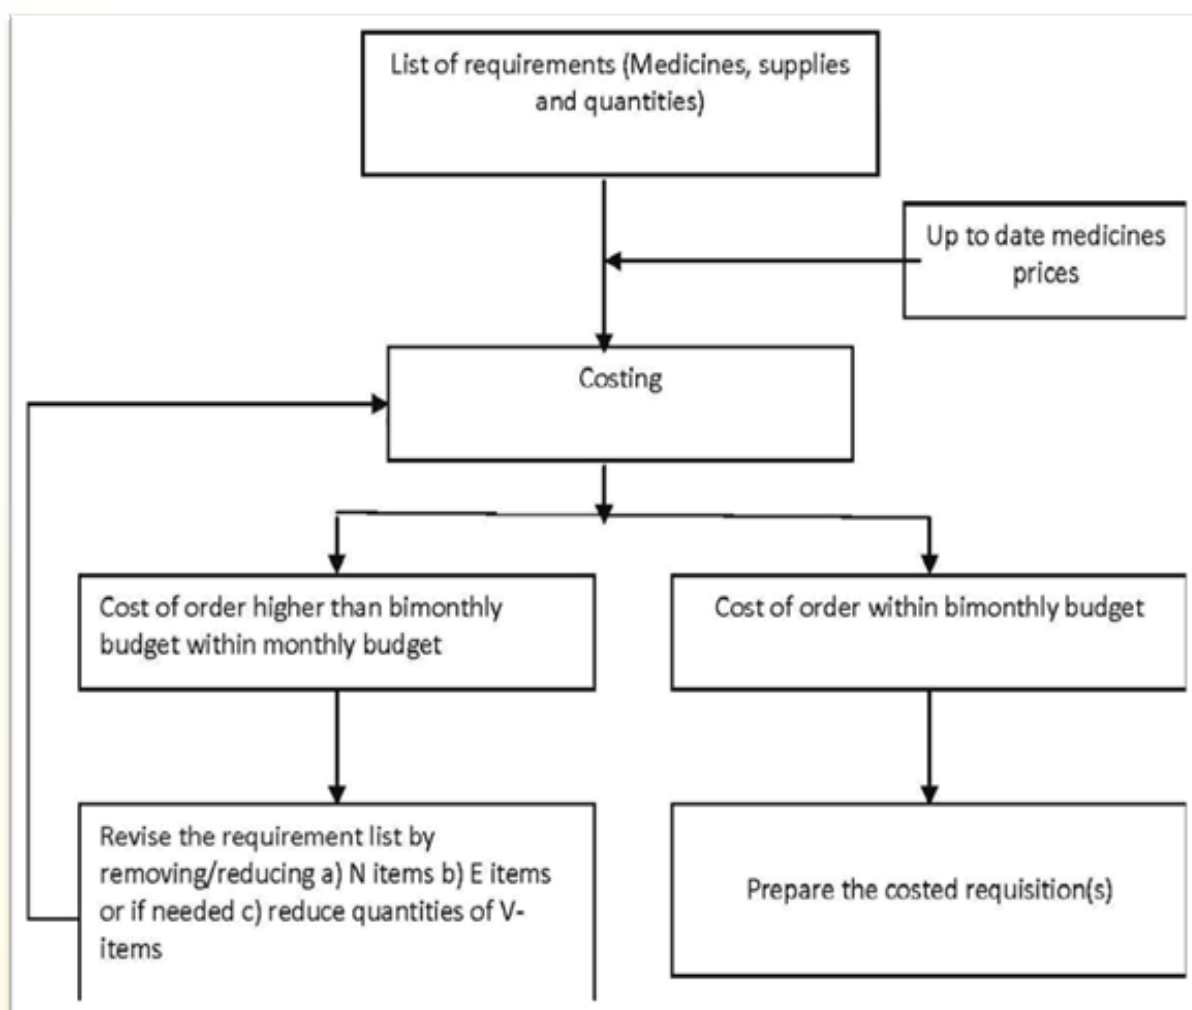 List of requirements (Medicines, supplies
and quantities)
Up to date medicines
prices
Costing
Cost of order higher than bimonthly
budget within monthly budget
Cost of order within bimonthly budget
Revise the requirement list by
removing/reducing a) N items b) E items
or if needed c) reduce quantities of V-
items
Prepare the costed requisition(s)